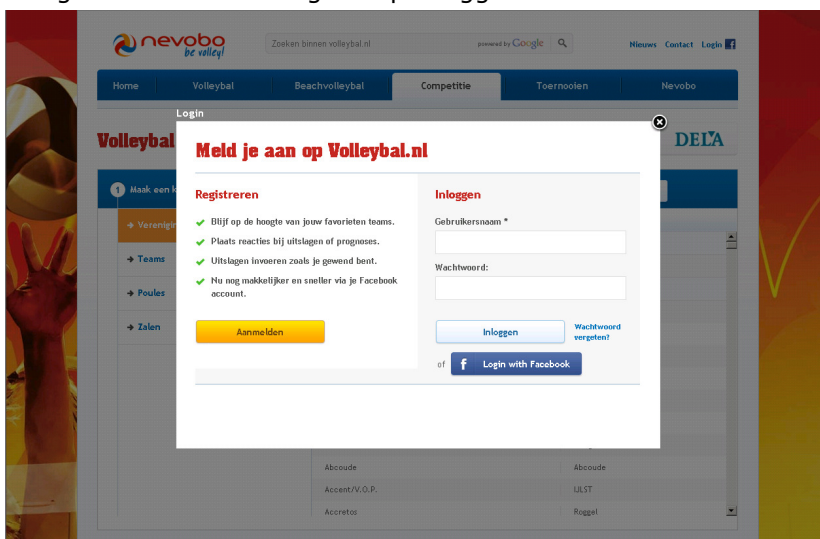 nevobo
be volley!
Zoeken binnen volleybal.nl
powered by Google
Nieuws Contact Login
Home Volleybal Beachvolleybal Competitie Toernooien Nevobo
Login
Volleybal
DELA
Meld je aan op Volleybal.nl
1 Maak een k
Verenigin
Teams
Poules
Zalen
Registreren
Blijf op de hoogte van jouw favorieten teams.
Plaats reacties bij uitslagen of prognoses.
Uitslagen invoeren zoals je gewend bent.
Nu nog makkelijker en sneller via je Facebook
account.
Aanmelden
Inloggen
Gebruikersnaam *
Wachtwoord:
Inloggen
Wachtwoord
vergeten?
of Login with Facebook
Abcoude Abcoude
Accent/V.O.P. IJLST
Accretos Roggel